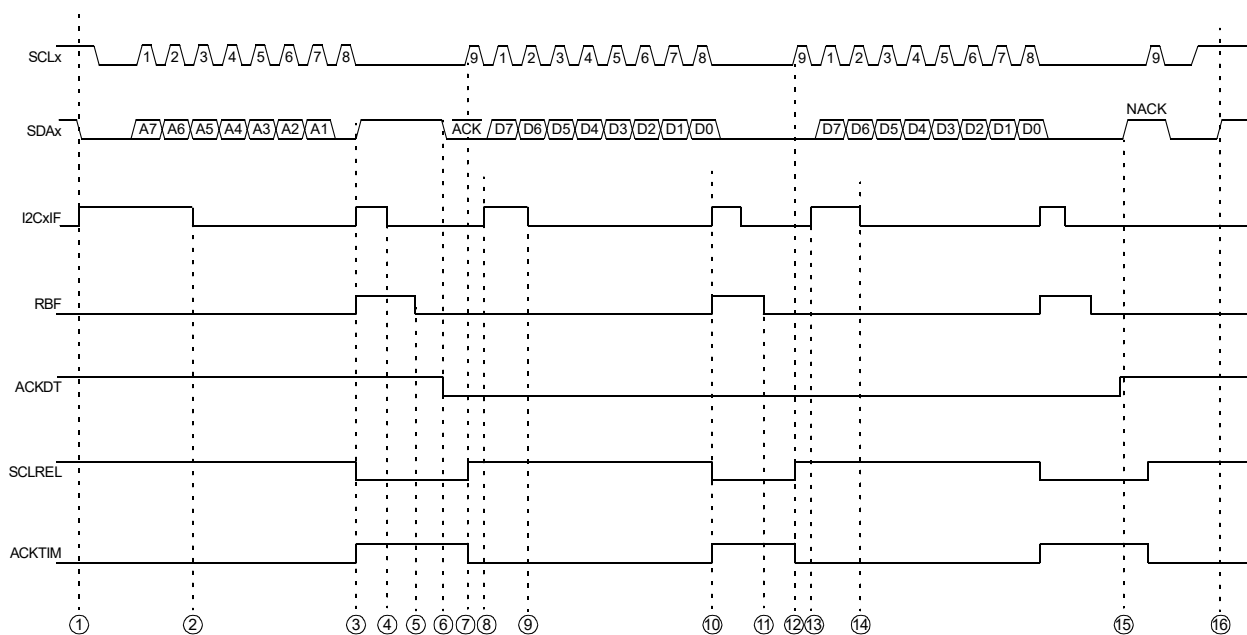 SCLx 1 2 3 4 5 6 7 8 9 1 2 3 4 5 6 7 8 9 1 2 3 4 5 6 7 8 9
NACK
SDAx A7 A6 A5 A4 A3 A2 A1 ACK D7 D6 D5 D4 D3 D2 D1 D0 D7 D6 D5 D4 D3 D2 D1 D0
I2CxIF
RBF
ACKDT
SCLREL
ACKTIM
1 2 3 4 5 6 7 8 9 10 11 12 13 14 15 16